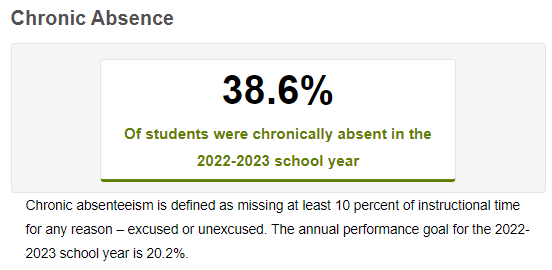 Chronic Absence
38.6%
Of students were chronically absent in the
2022-2023 school year
Chronic absenteeism is defined as missing at least 10 percent of instructional time
for any reason – excused or unexcused. The annual performance goal for the 2022-
2023 school year is 20.2%.